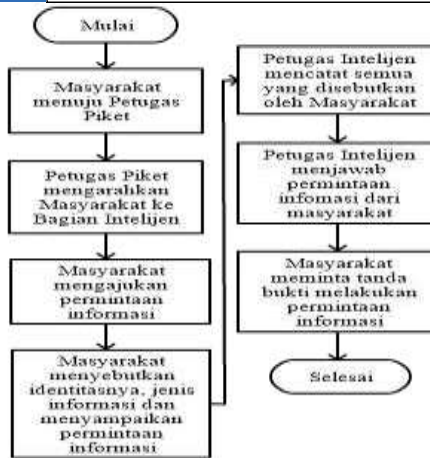 Mulai
Masyarakat
menuju Petugas
Piket
Petugas Piket
mengarahkan
Masyarakat ke
Bagian Intelijen
Masyarakat
mengajukan
permintaan
informasi
Masyarakat
menyebutkan
identitasnya, jenis
informasi dan
menyampaikan
permintaan
informasi
Petugas Intelijen
mencatat semua
yang disebutkan
oleh Masyarakat
Petugas Intelijen
menjawab
permintaan
infomasi dari
masyarakat
Masyarakat
meminta tanda
bukti melakukan
permintaan
informasi
Selesai